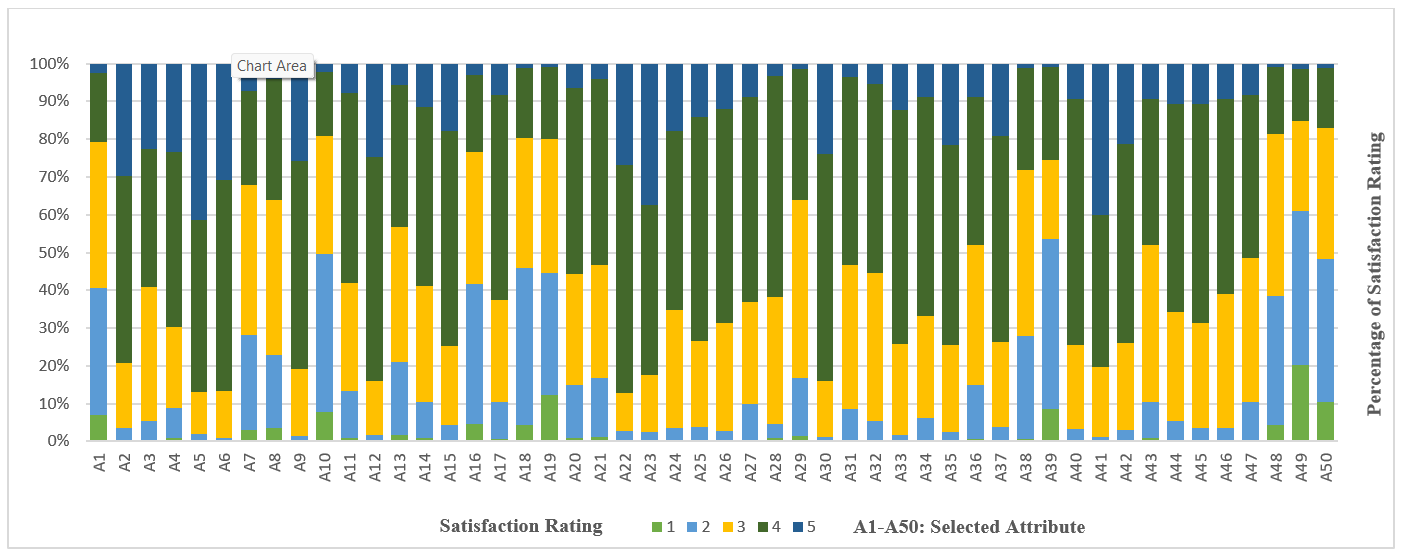 100%
Chart Area
90%
80%
70%
60%
50%
40%
30%
20%
10%
0%
Percentage of Satisfaction Rating
A1 A2 A3 A4 A5 A6 A7 A8 A9 A10 A11 A12 A13 A14 A15 A16 A17 A18 A19 A20 A21 A22 A23 A24 A25 A26 A27 A28 A29 A30 A31 A32 A33 A34 A35 A36 A37 A38 A39 A40 A41 A42 A43 A44 A45 A46 A47 A48 A49 A50
Satisfaction Rating 1 2 3 4 5 A1-A50: Selected Attribute